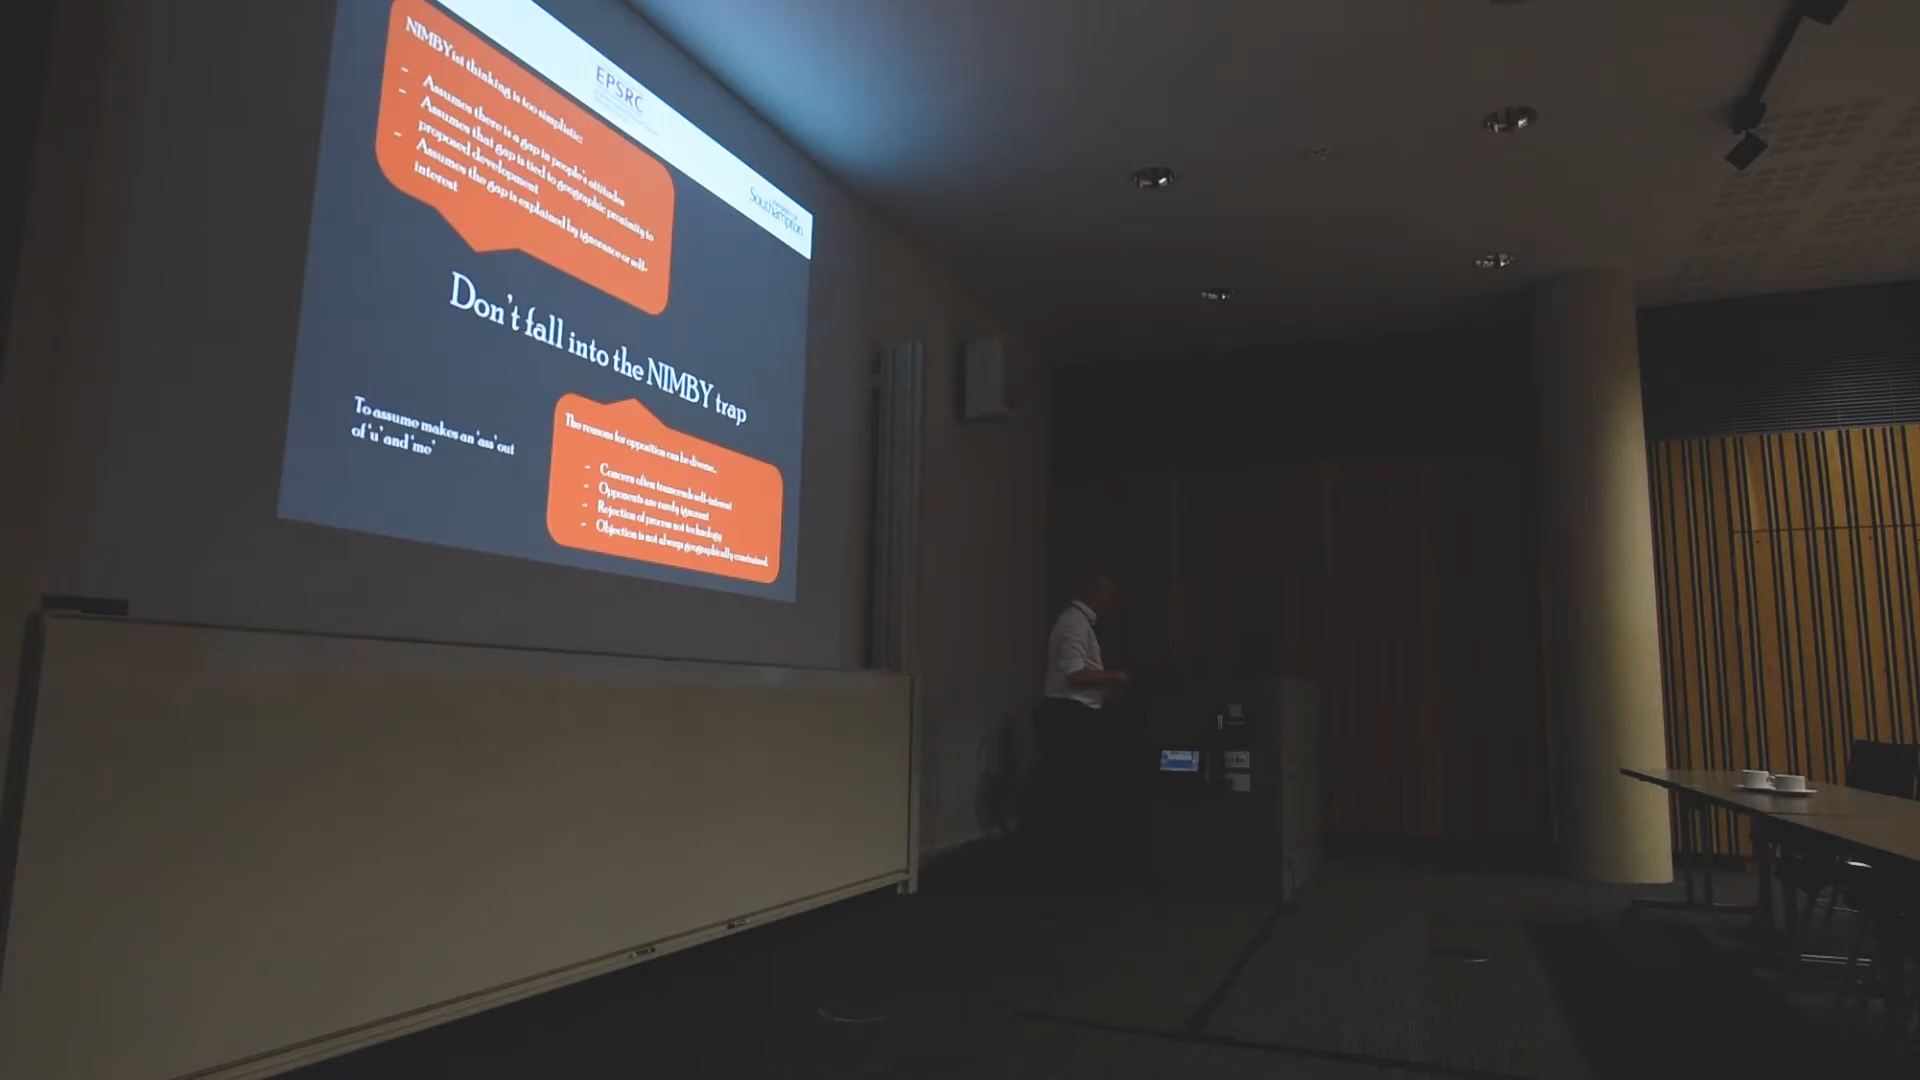 EPSRC
UNIVERSITY OF
Southampton
NIMBYist thinking is too simplistic:
- Assumes there is a gap in people's attitudes
- Assumes that gap is tied to geographic proximity to
proposed development
- Assumes the gap is explained by ignorance or self-
interest
Don't fall into the NIMBY trap
To assume makes an 'ass' out
of 'u' and 'me'
The reasons for opposition can be diverse...
- Concern often transcends self-interest
- Opponents are rarely ignorant
- Rejection of process not technology
- Objection is not always geographically constrained